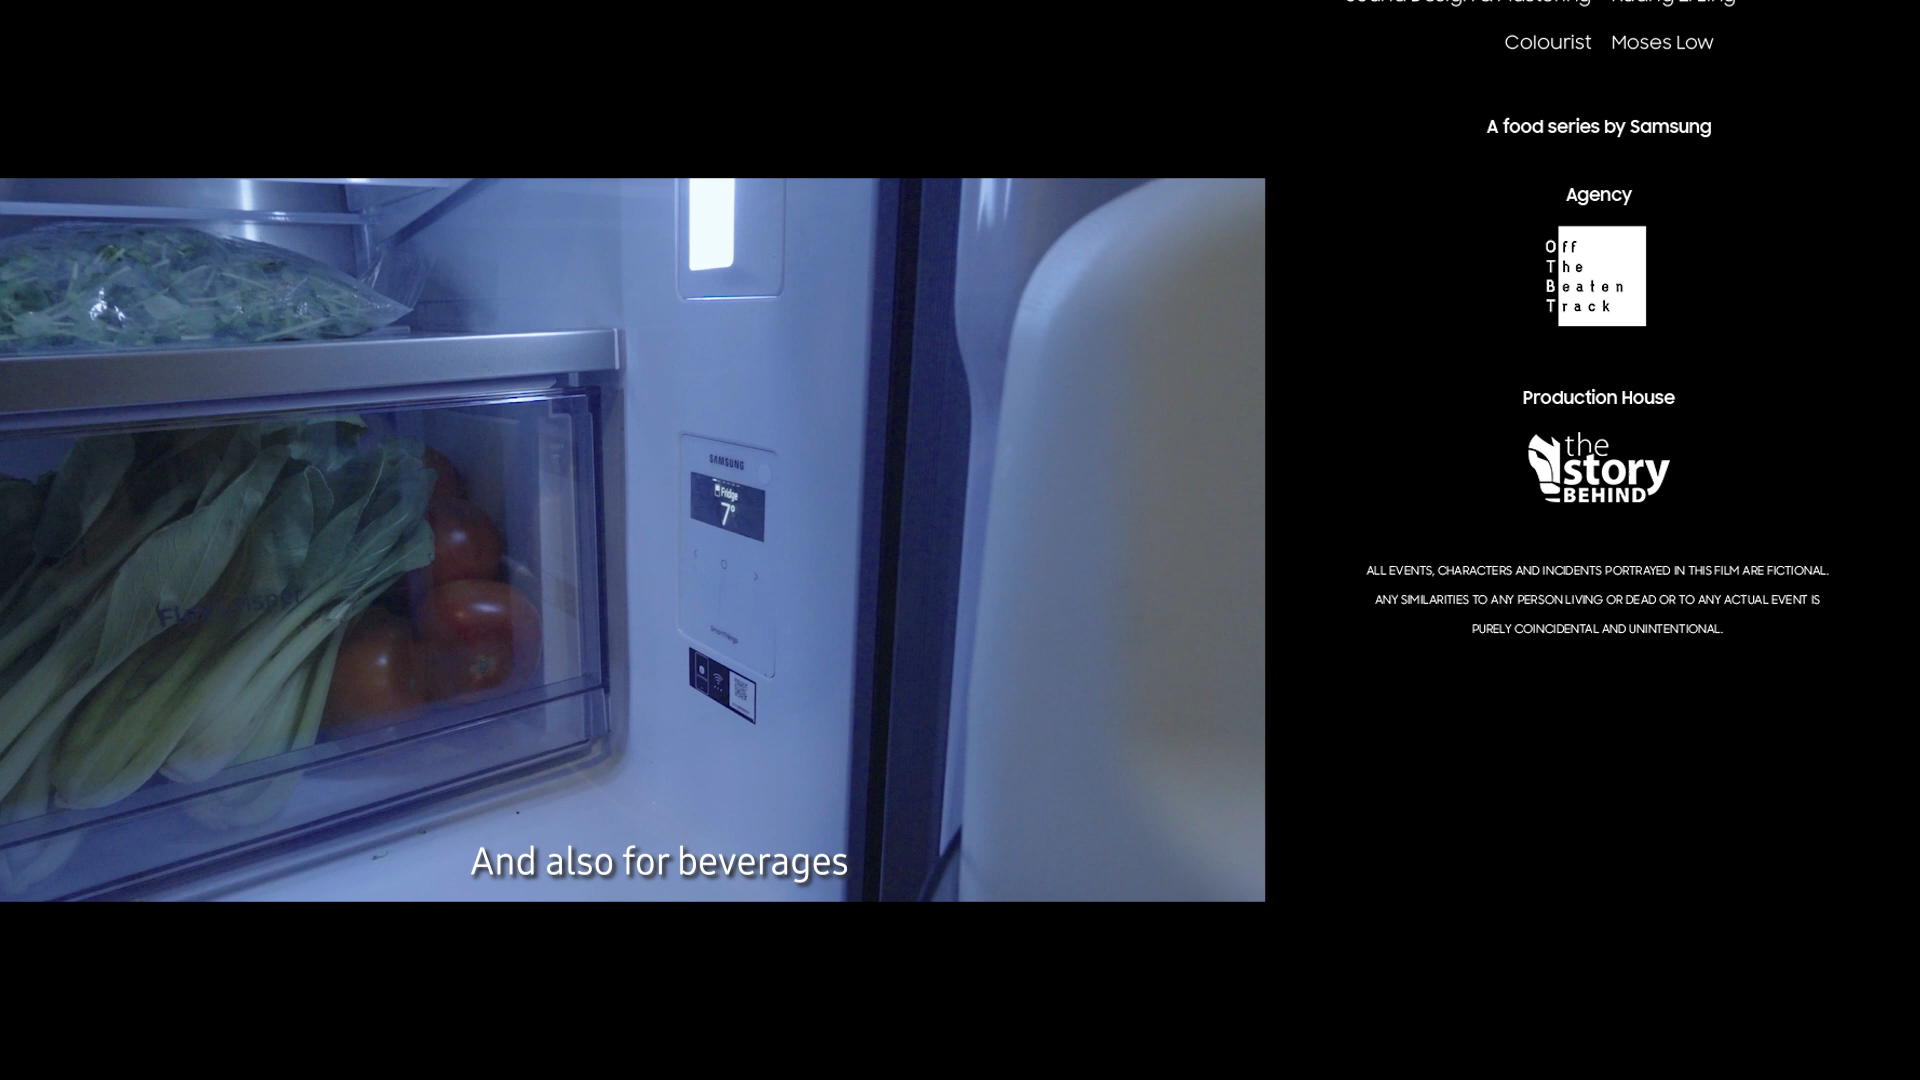 Colourist Moses Low
A food series by Samsung
Agency
Off
The
Beaten
Track
Production House
the
story
BEHIND
ALL EVENTS, CHARACTERS AND INCIDENTS PORTRAYED IN THIS FILM ARE FICTIONAL.
ANY SIMILARITIES TO ANY PERSON LIVING OR DEAD OR TO ANY ACTUAL EVENT IS
PURELY COINCIDENTAL AND UNINTENTIONAL.
SAMSUNG
Fridge
7°
SmartThings
And also for beverages